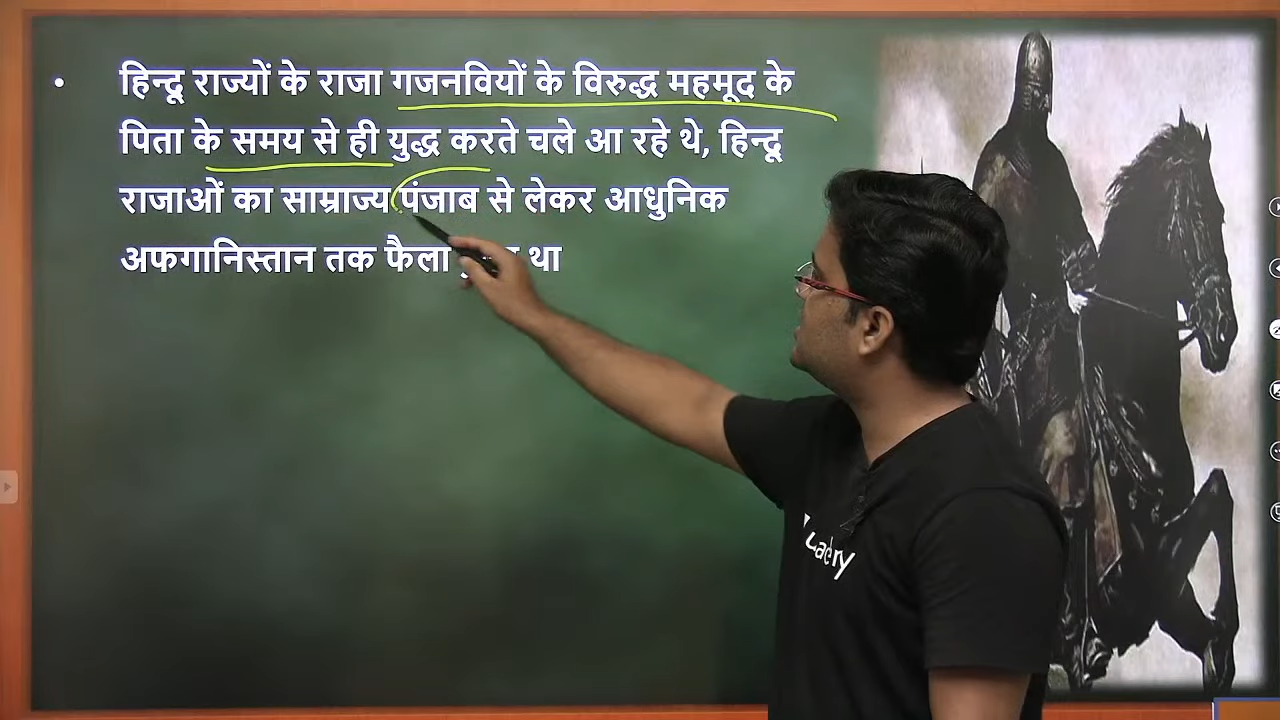 • हिन्दू राज्यों के राजा गजनवियों के विरुद्ध महमूद के
पिता के समय से ही युद्ध करते चले आ रहे थे, हिन्दू
राजाओं का साम्राज्य पंजाब से लेकर आधुनिक
अफगानिस्तान तक फैला था